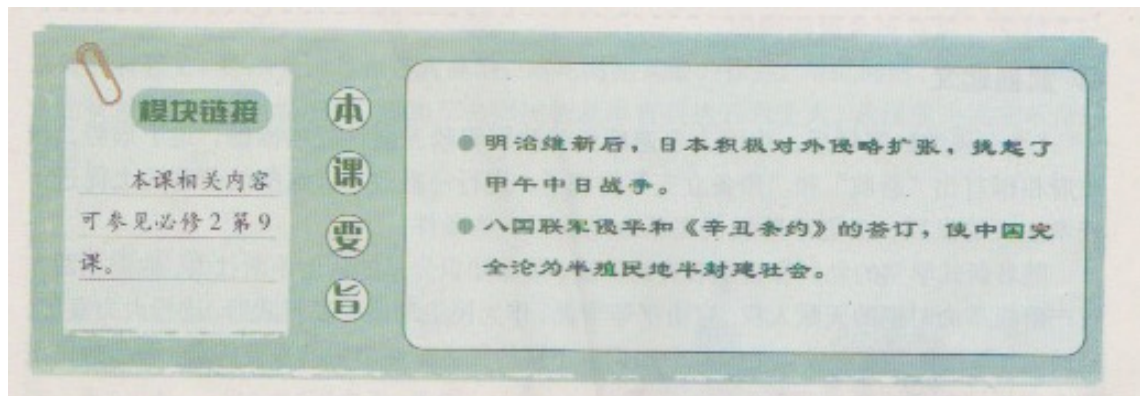 模块链接
本课相关内容
可参见必修2第9
课。
本
课
要
旨
● 明治维新后，日本积极对外侵略扩张，挑起了
甲午中日战争。
● 八国联军侵华和《辛丑条约》的签订，使中国完
全沦为半殖民地半封建社会。